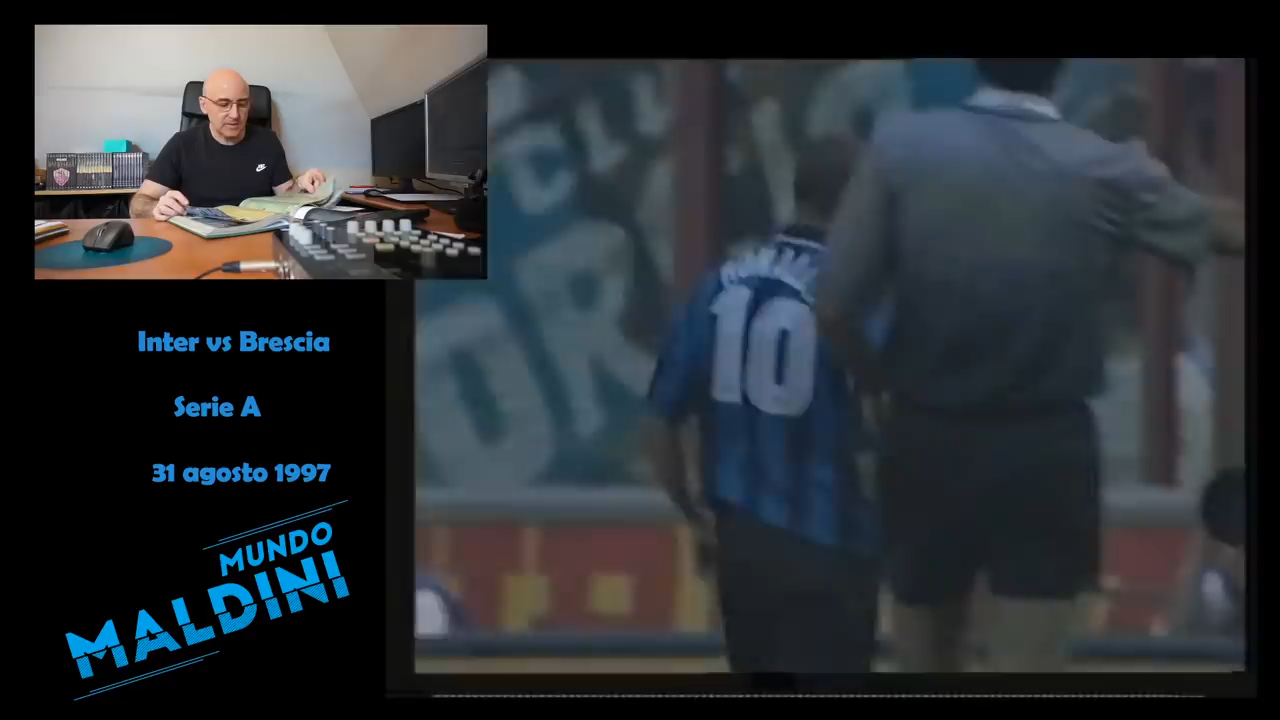 Inter vs Brescia
Serie A
31 agosto 1997
MUNDO
MALDINI
10